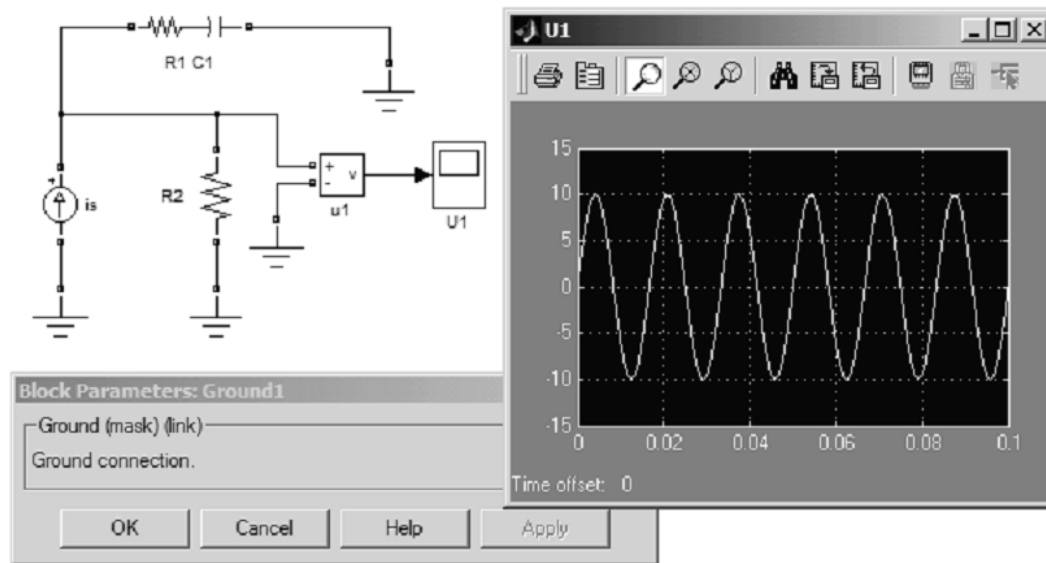 R1 C1
is
R2
+
-
v
u1
U1
U1
15
10
5
0
-5
-10
-15
0
0.02
0.04
0.06
0.08
0.1
Time offset: 0
Block Parameters: Ground1
Ground (mask) (link)
Ground connection.
OK
Cancel
Help
Apply